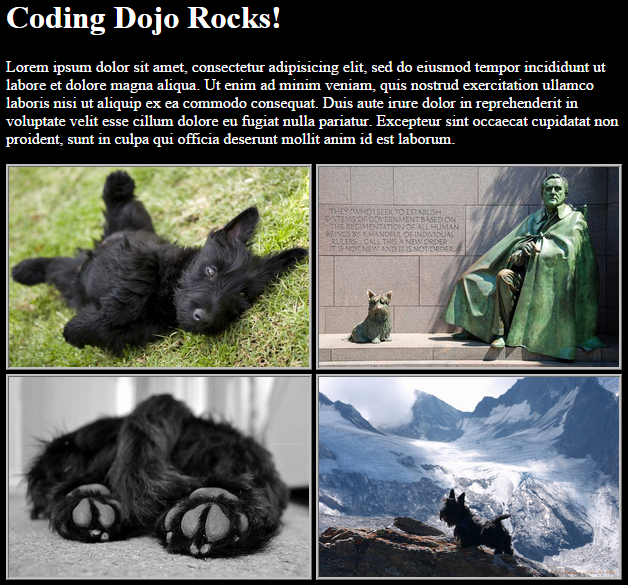 Coding Dojo Rocks!
Lorem ipsum dolor sit amet, consectetur adipisicing elit, sed do eiusmod tempor incididunt ut
labore et dolore magna aliqua. Ut enim ad minim veniam, quis nostrud exercitation ullamco
laboris nisi ut aliquip ex ea commodo consequat. Duis aute irure dolor in reprehenderit in
voluptate velit esse cillum dolore eu fugiat nulla pariatur. Excepteur sint occaecat cupidatat non
proident, sunt in culpa qui officia deserunt mollit anim id est laborum.
"THEY (WHO) SEEK TO ESTABLISH
SYSTEMS OF GOVERNMENT BASED ON
THE REGIMENTATION OF ALL HUMAN
BEINGS BY A HANDFUL OF INDIVIDUAL
RULERS... CALL THIS A NEW ORDER.
IT IS NOT NEW AND IT IS NOT ORDER.